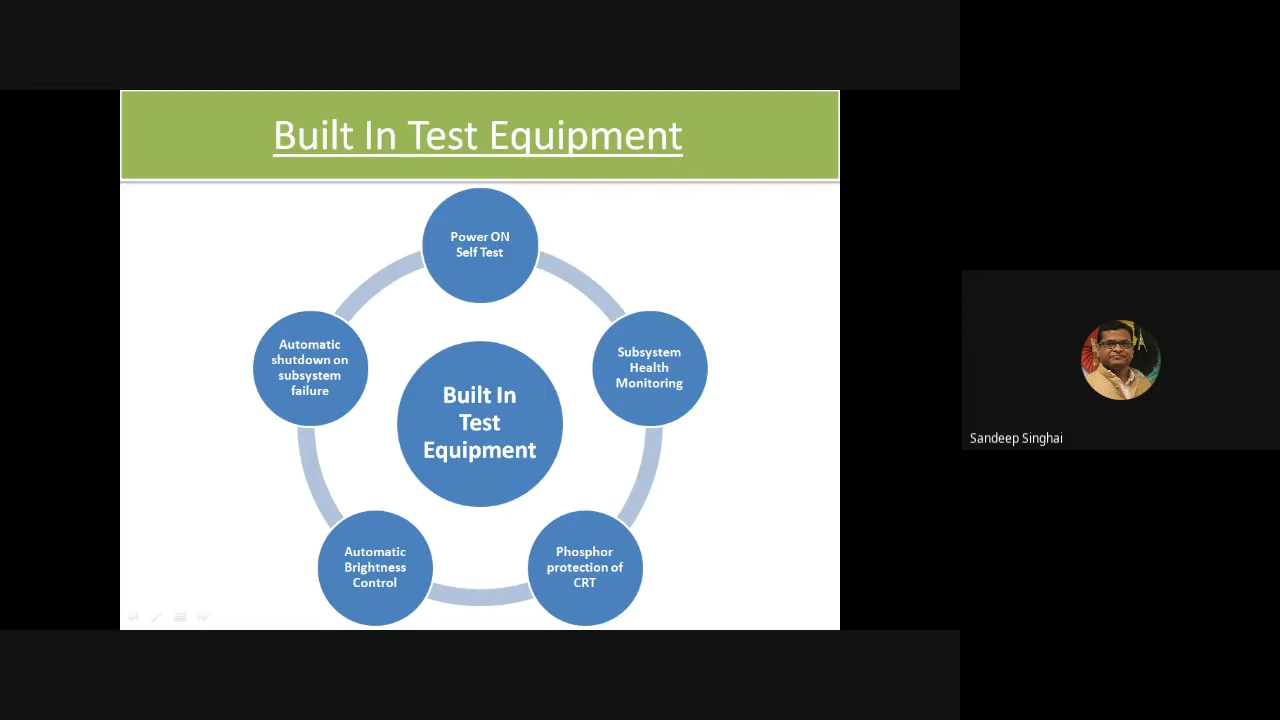 Built In Test Equipment
Power ON
Self Test
Automatic
shutdown on
subsystem
failure
Subsystem
Health
Monitoring
Built In
Test
Equipment
Automatic
Brightness
Control
Phosphor
protection of
CRT
Sandeep Singhai